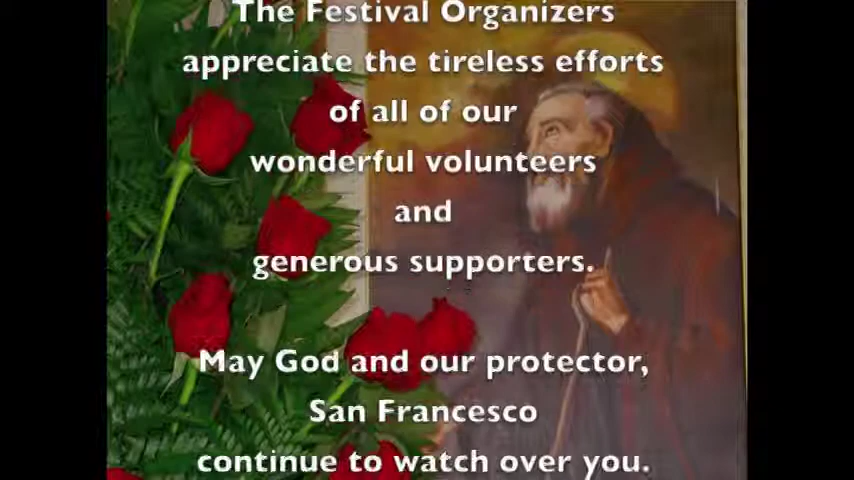 The Festival Organizers
appreciate the tireless efforts
of all of our
wonderful volunteers
and
generous supporters.
May God and our protector,
San Francesco
continue to watch over you.